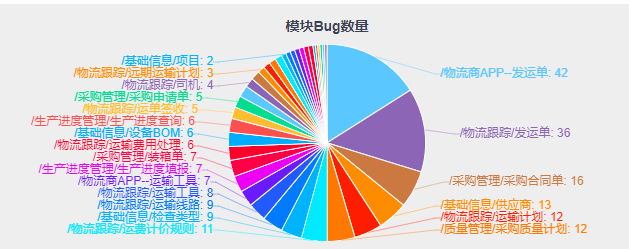 模块Bug数量
/基础信息/项目: 2
/物流跟踪/远期运输计划: 3
/物流跟踪/司机: 4
/采购管理/采购申请单: 5
/物流跟踪/运单签收: 5
/生产进度管理/生产进度查询: 6
/基础信息/设备BOM: 6
/物流跟踪/运输费用处理: 6
/采购管理/装箱单: 7
/生产进度管理/生产进度填报: 7
/物流商APP--运输工具: 7
/物流跟踪/运输工具: 8
/物流跟踪/运输线路: 9
/基础信息/检查类型: 9
/物流跟踪/运费计价规则: 11
/物流商APP--发运单: 42
/物流跟踪/发运单: 36
/采购管理/采购合同单: 16
/基础信息/供应商: 13
/物流跟踪/运输计划: 12
/质量管理/采购质量计划: 12